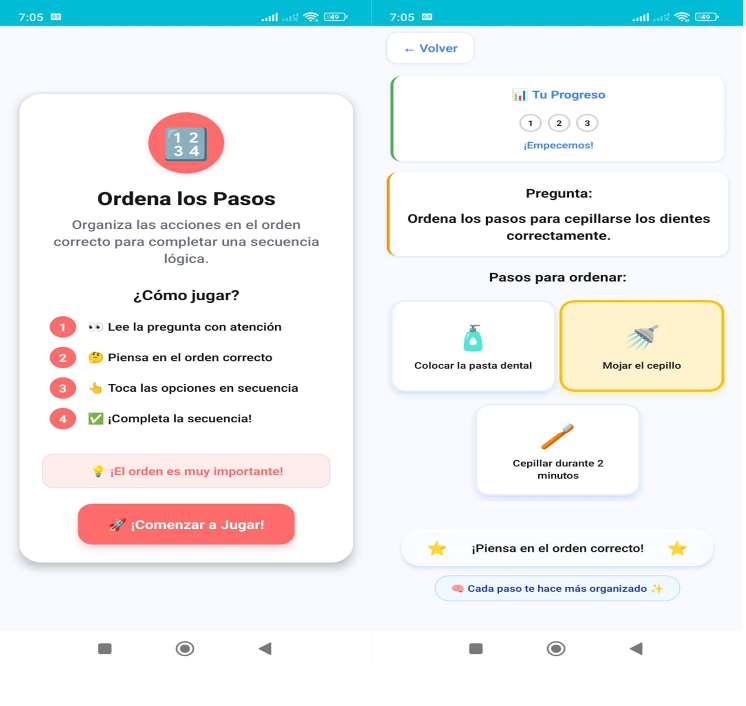 7:05
49
Ordena los Pasos
Organiza las acciones en el orden
correcto para completar una secuencia
lógica.
¿Cómo jugar?
1 👀 Lee la pregunta con atención
2 🤔 Piensa en el orden correcto
3 👆 Toca las opciones en secuencia
4 ✅ ¡Completa la secuencia!
💡 ¡El orden es muy importante!
🚀 ¡Comenzar a Jugar!
7:05
49
← Volver
📊 Tu Progreso
1 2 3
¡Empecemos!
Pregunta:
Ordena los pasos para cepillarse los dientes
correctamente.
Pasos para ordenar:
Colocar la pasta dental
Mojar el cepillo
Cepillar durante 2
minutos
⭐ ¡Piensa en el orden correcto! ⭐
🧠 Cada paso te hace más organizado ✨